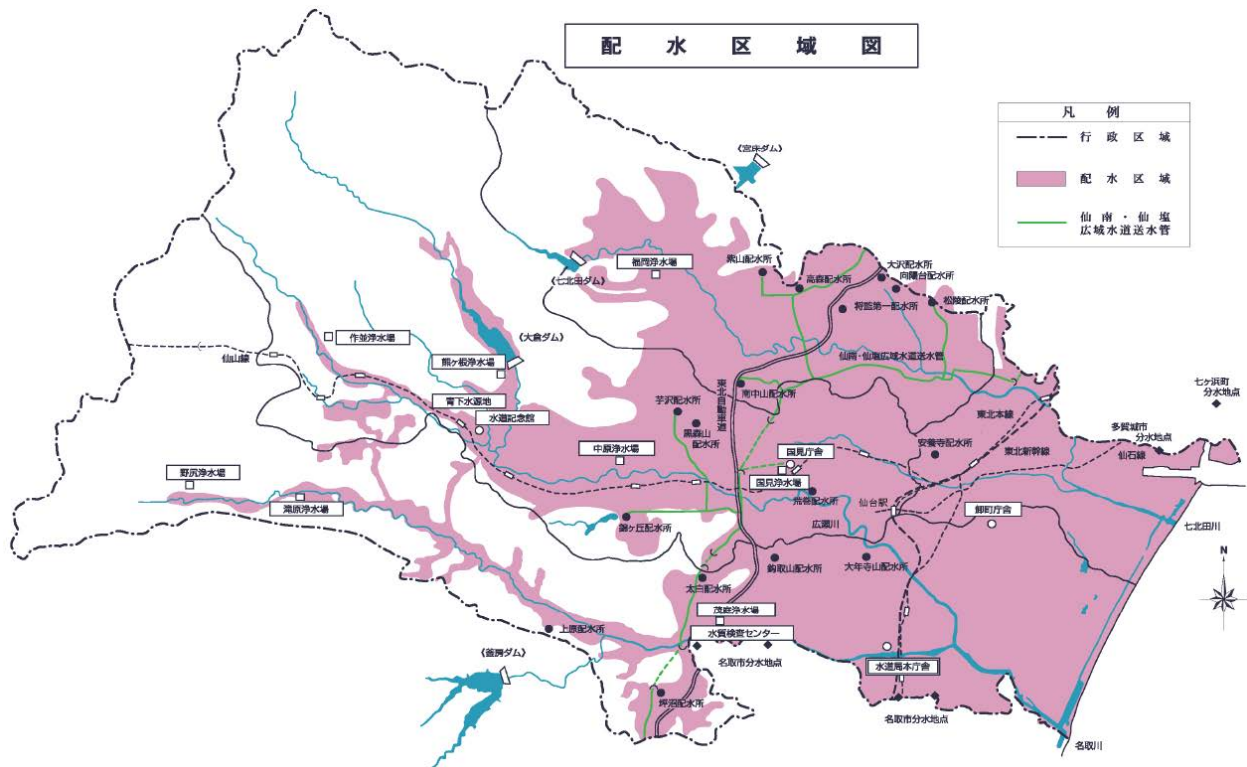 配水区域図
凡例
行政区域
配水区域
仙南・仙塩
広域水道送水管
《宮床ダム》
《七北田ダム》
福岡浄水場
黒山配水所
高森配水所
大沢配水所
向陽台配水所
将監第一配水所
松陵配水所
作並浄水場
仙山線
熊ヶ根浄水場
《大倉ダム》
仙南・仙塩広域水道送水管
青下水源地
水道記念館
芋沢配水所
黒森山
配水所
東北自動車道
南中山配水所
七ヶ浜町
分水地点
東北本線
多賀城市
分水地点
中原浄水場
国見庁舎
国見浄水場
安養寺配水所
東北新幹線
仙石線
野尻浄水場
滝原浄水場
荒巻配水所
仙台駅
卸町庁舎
錦ヶ丘配水所
広瀬川
七北田川
鈎取山配水所
大年寺山配水所
太白配水所
N
茂庭浄水場
上原配水所
水質検査センター
《釜房ダム》
名取市分水地点
水道局本庁舎
坪沼配水所
名取市分水地点
名取川